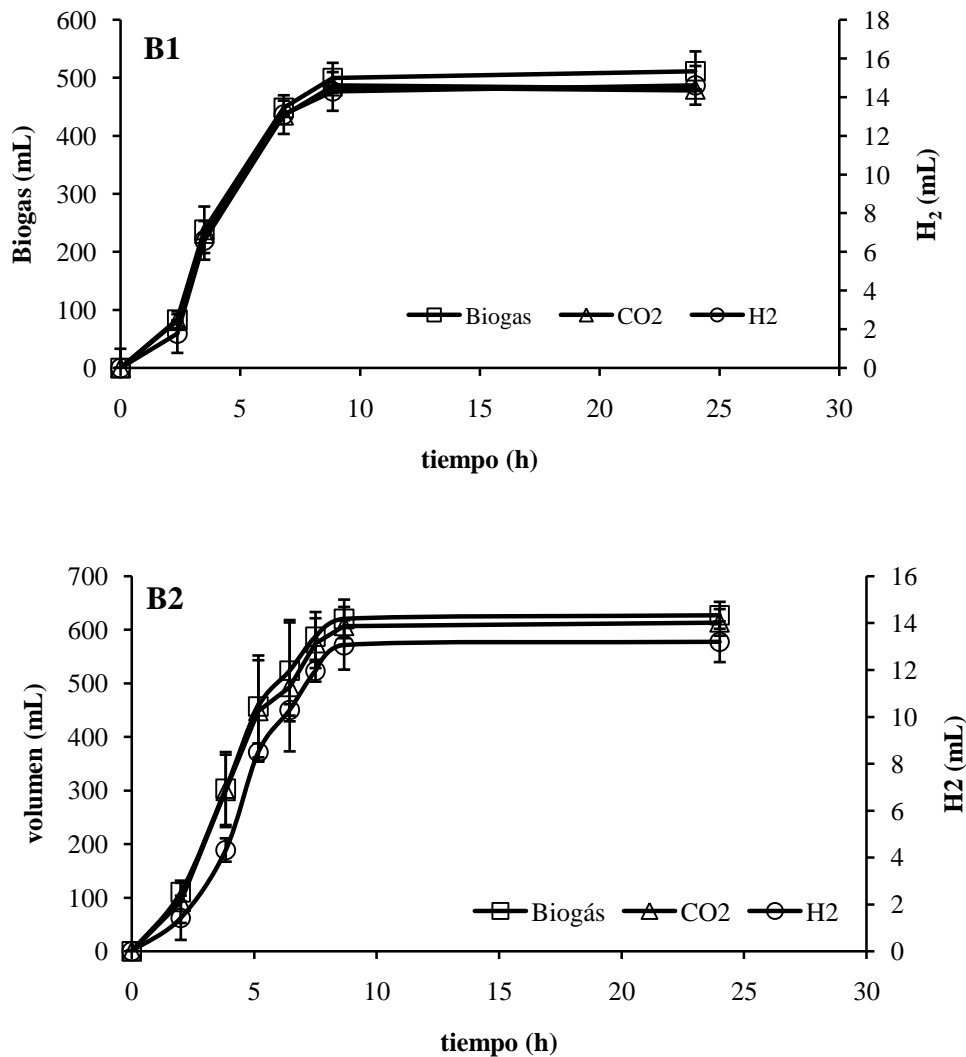 B1
Biogas (mL)
600
500
400
300
200
100
0
18
16
14
12
10
8
6
4
2
0
H₂ (mL)
Biogas CO2 H2
0 5 10 15 20 25 30
tiempo (h)
B2
volumen (mL)
700
600
500
400
300
200
100
0
16
14
12
10
8
6
4
2
0
H2 (mL)
Biogás CO2 H2
0 5 10 15 20 25 30
tiempo (h)